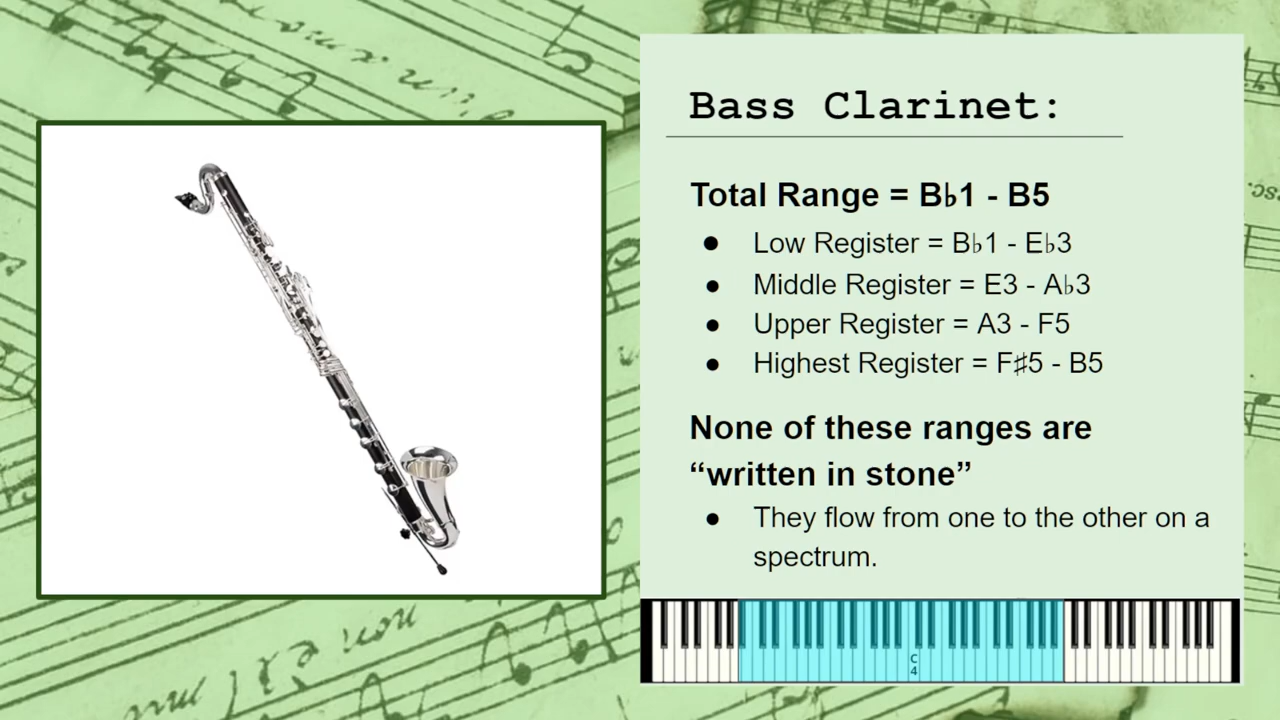 Bass Clarinet:
Total Range = B♭1 - B5
● Low Register = B♭1 - E♭3
● Middle Register = E3 - A♭3
● Upper Register = A3 - F5
● Highest Register = F♯5 - B5
None of these ranges are
“written in stone”
● They flow from one to the other on a
spectrum.
C
4